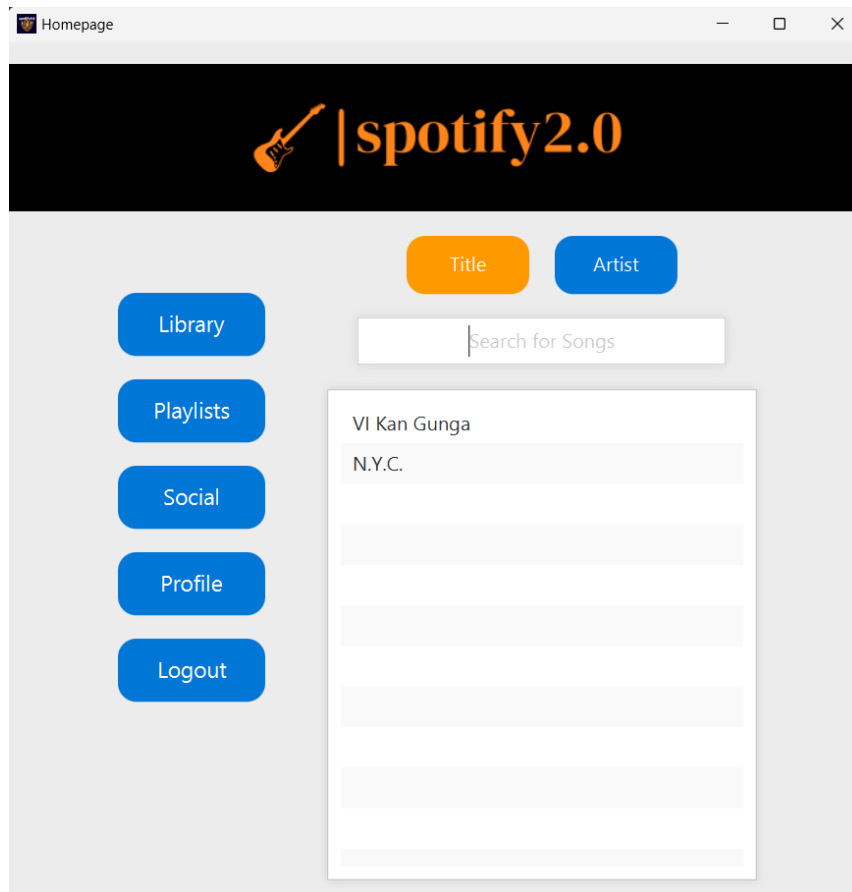 Homepage
|spotify2.0
Title Artist
Library
Playlists
Social
Profile
Logout
Search for Songs
VI Kan Gunga
N.Y.C.